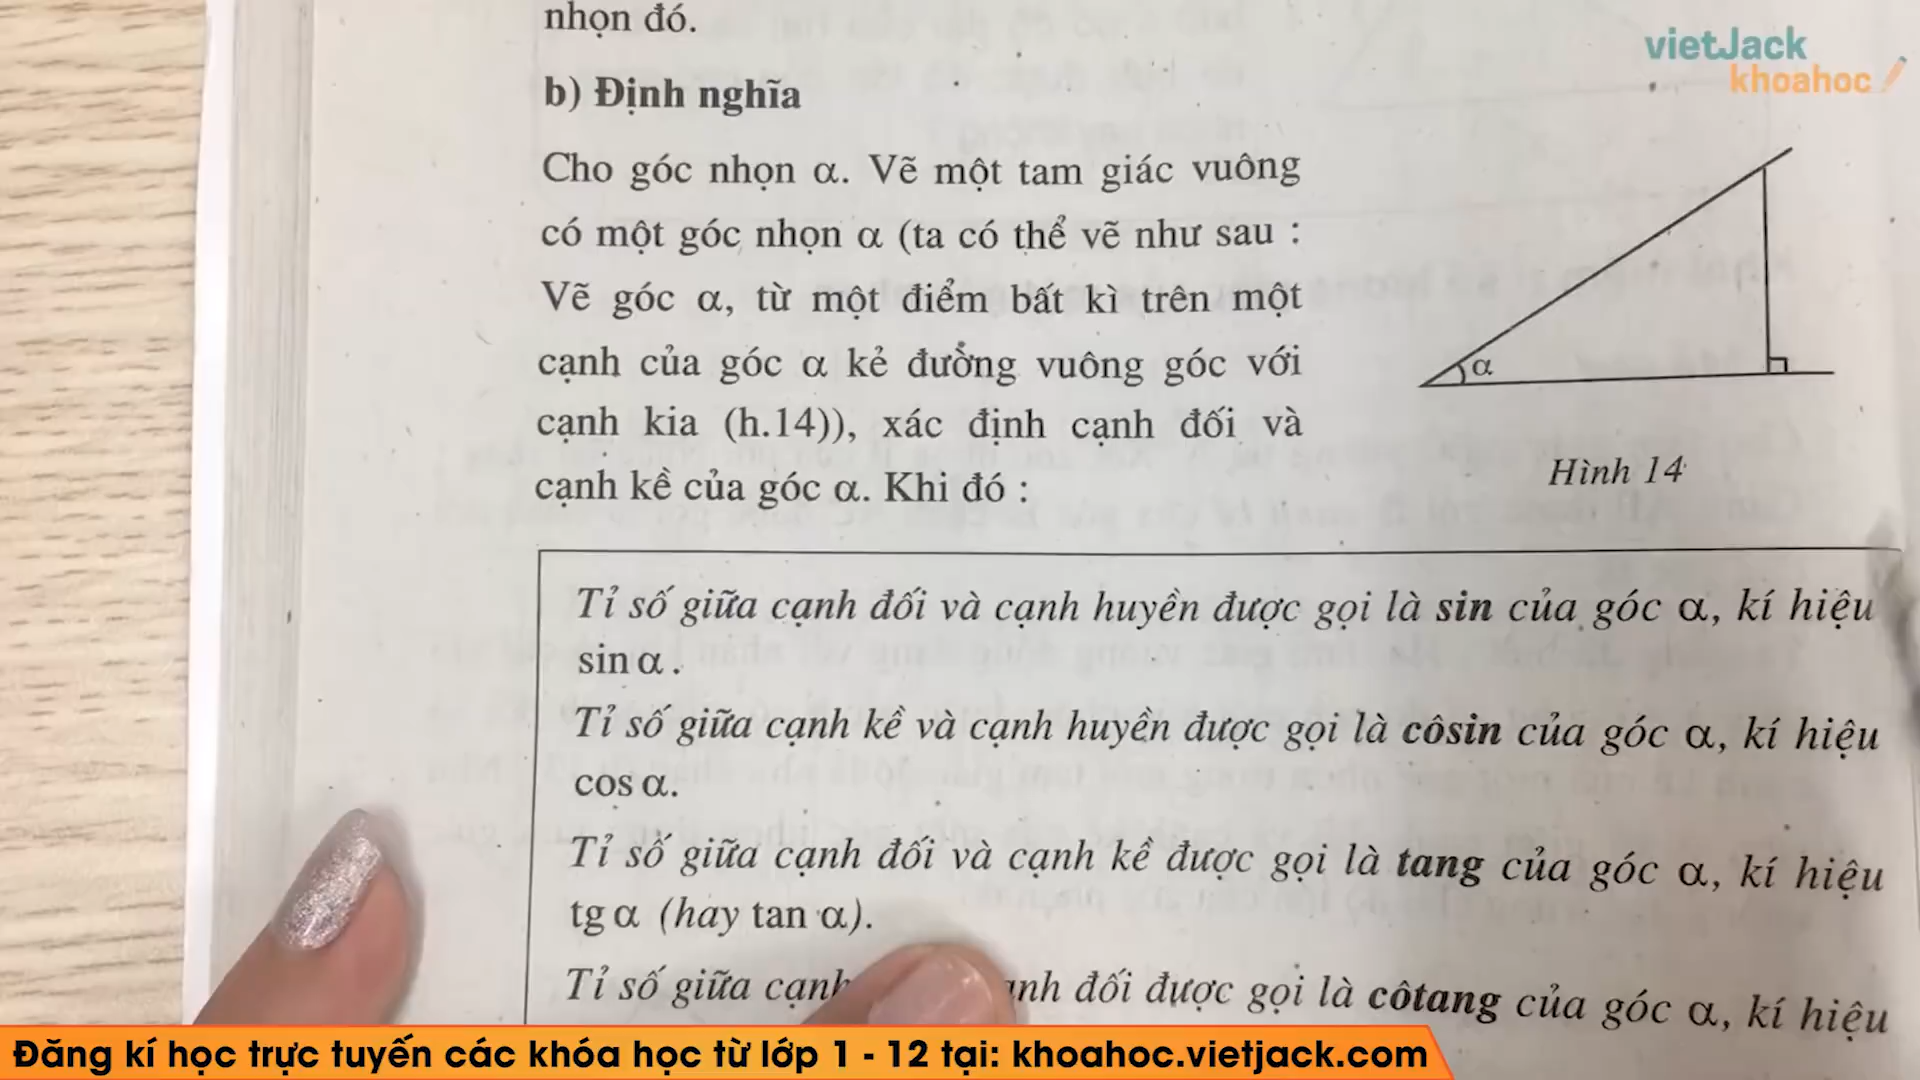 nhọn đó.
vietJack
khoahoc
b) Định nghĩa
Cho góc nhọn α. Vẽ một tam giác vuông
có một góc nhọn α (ta có thể vẽ như sau :
Vẽ góc α, từ một điểm bất kì trên một
cạnh của góc α kẻ đường vuông góc với
cạnh kia (h.14)), xác định cạnh đối và
cạnh kề của góc α. Khi đó :
α
Hình 14
Tỉ số giữa cạnh đối và cạnh huyền được gọi là sin của góc α, kí hiệu
sin α .
Tỉ số giữa cạnh kề và cạnh huyền được gọi là côsin của góc α, kí hiệu
cos α.
Tỉ số giữa cạnh đối và cạnh kề được gọi là tang của góc α, kí hiệu
tg α (hay tan α).
Tỉ số giữa cạnh đối được gọi là côtang của góc α, kí hiệu
Đăng kí học trực tuyến các khóa học từ lớp 1 - 12 tại: khoahoc.vietjack.com